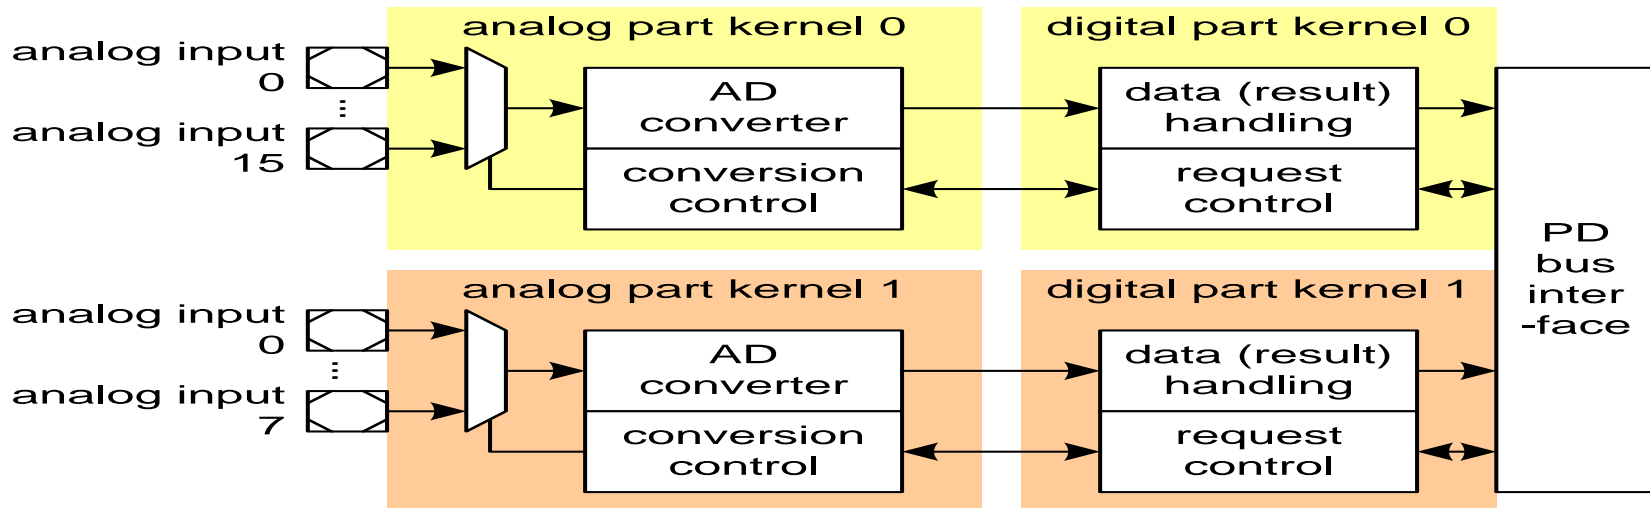 analog part kernel 0
digital part kernel 0
analog input
0
...
analog input
15
AD
converter
conversion
control
data (result)
handling
request
control
analog part kernel 1
digital part kernel 1
analog input
0
...
analog input
7
AD
converter
conversion
control
data (result)
handling
request
control
PD
bus
inter
-face